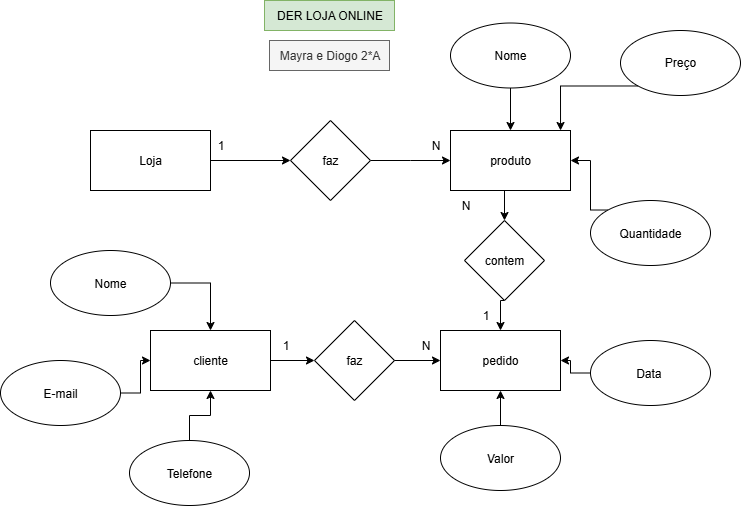 DER LOJA ONLINE
Mayra e Diogo 2*A
Nome
Preço
Loja
1
faz
N
produto
N
Quantidade
contem
Nome
1
cliente
1
faz
N
pedido
E-mail
Data
Telefone
Valor